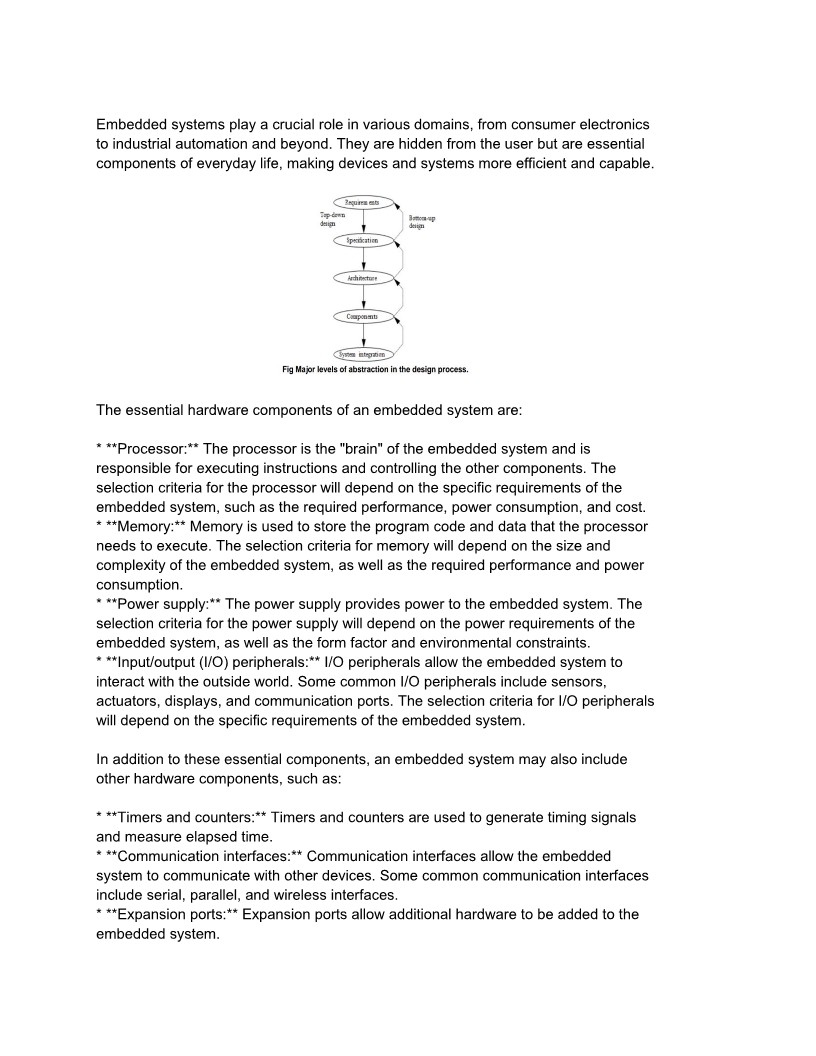 Embedded systems play a crucial role in various domains, from consumer electronics
to industrial automation and beyond. They are hidden from the user but are essential
components of everyday life, making devices and systems more efficient and capable.
Requirements
Top-down
design
Bottom-up
design
Specification
Architecture
Components
System integration
Fig Major levels of abstraction in the design process.
The essential hardware components of an embedded system are:
* **Processor:** The processor is the "brain" of the embedded system and is
responsible for executing instructions and controlling the other components. The
selection criteria for the processor will depend on the specific requirements of the
embedded system, such as the required performance, power consumption, and cost.
* **Memory:** Memory is used to store the program code and data that the processor
needs to execute. The selection criteria for memory will depend on the size and
complexity of the embedded system, as well as the required performance and power
consumption.
* **Power supply:** The power supply provides power to the embedded system. The
selection criteria for the power supply will depend on the power requirements of the
embedded system, as well as the form factor and environmental constraints.
* **Input/output (I/O) peripherals:** I/O peripherals allow the embedded system to
interact with the outside world. Some common I/O peripherals include sensors,
actuators, displays, and communication ports. The selection criteria for I/O peripherals
will depend on the specific requirements of the embedded system.
In addition to these essential components, an embedded system may also include
other hardware components, such as:
* **Timers and counters:** Timers and counters are used to generate timing signals
and measure elapsed time.
* **Communication interfaces:** Communication interfaces allow the embedded
system to communicate with other devices. Some common communication interfaces
include serial, parallel, and wireless interfaces.
* **Expansion ports:** Expansion ports allow additional hardware to be added to the
embedded system.